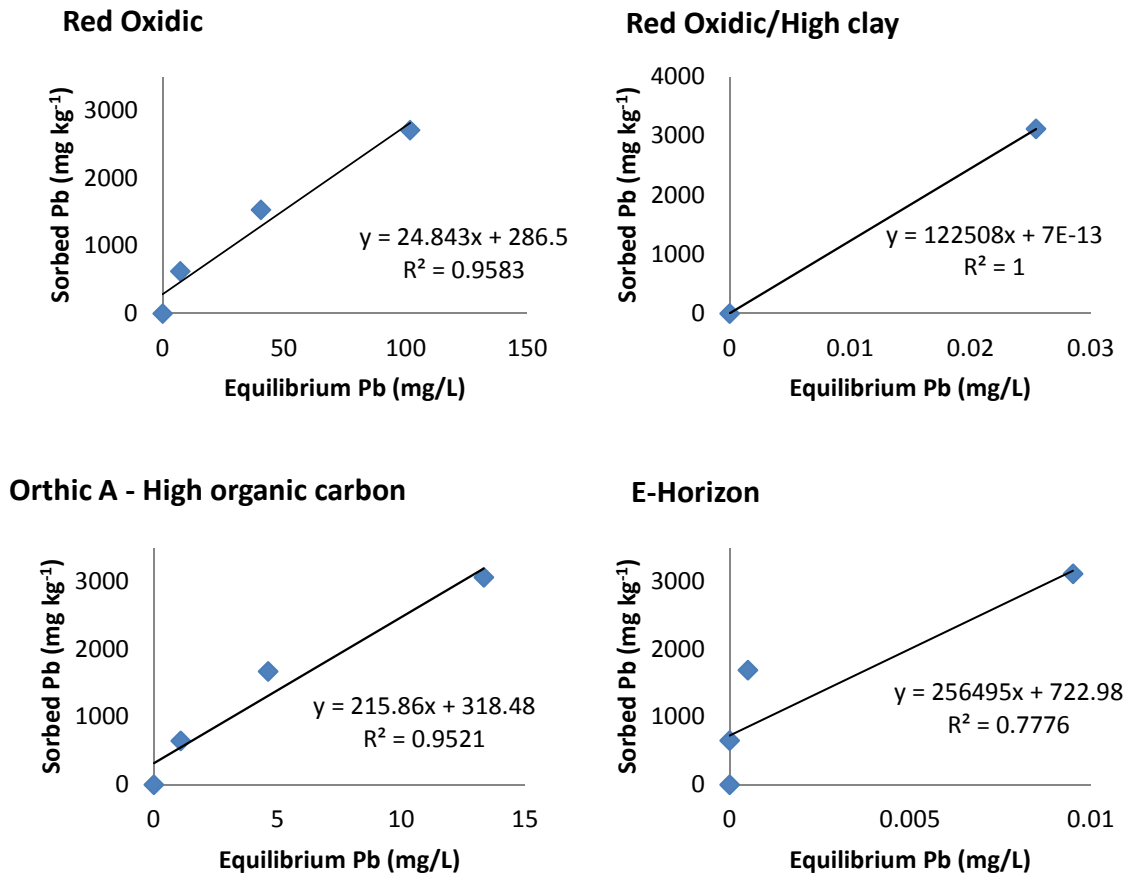 Red Oxidic
Sorbed Pb (mg kg⁻¹)
3000
2000
1000
0
y = 24.843x + 286.5
R² = 0.9583
0 50 100 150
Equilibrium Pb (mg/L)
Red Oxidic/High clay
Sorbed Pb (mg kg⁻¹)
4000
3000
2000
1000
0
y = 122508x + 7E-13
R² = 1
0 0.01 0.02 0.03
Equilibrium Pb (mg/L)
Orthic A - High organic carbon
Sorbed Pb (mg kg⁻¹)
3000
2000
1000
0
y = 215.86x + 318.48
R² = 0.9521
0 5 10 15
Equilibrium Pb (mg/L)
E-Horizon
Sorbed Pb (mg kg⁻¹)
3000
2000
1000
0
y = 256495x + 722.98
R² = 0.7776
0 0.005 0.01
Equilibrium Pb (mg/L)